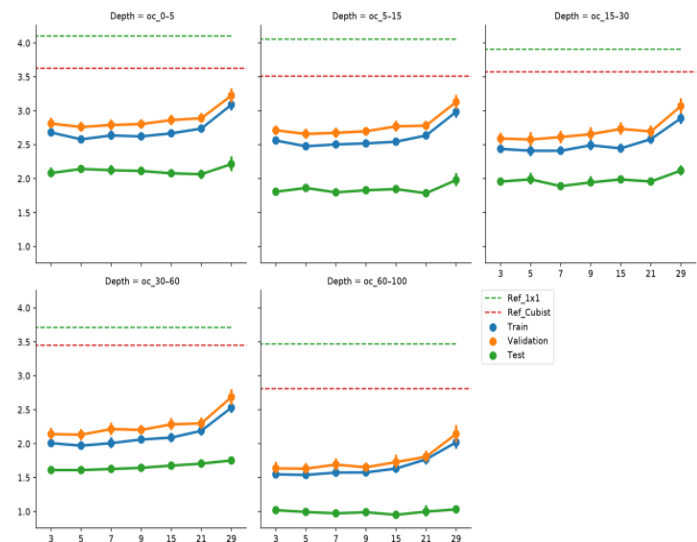 Depth = oc_0–5
Depth = oc_5–15
Depth = oc_15–30
4.0
3.5
3.0
2.5
2.0
1.5
1.0
3 5 7 9 15 21 29
Depth = oc_30–60
Depth = oc_60–100
4.0
3.5
3.0
2.5
2.0
1.5
1.0
3 5 7 9 15 21 29
3 5 7 9 15 21 29
Ref_1x1
Ref_Cubist
Train
Validation
Test